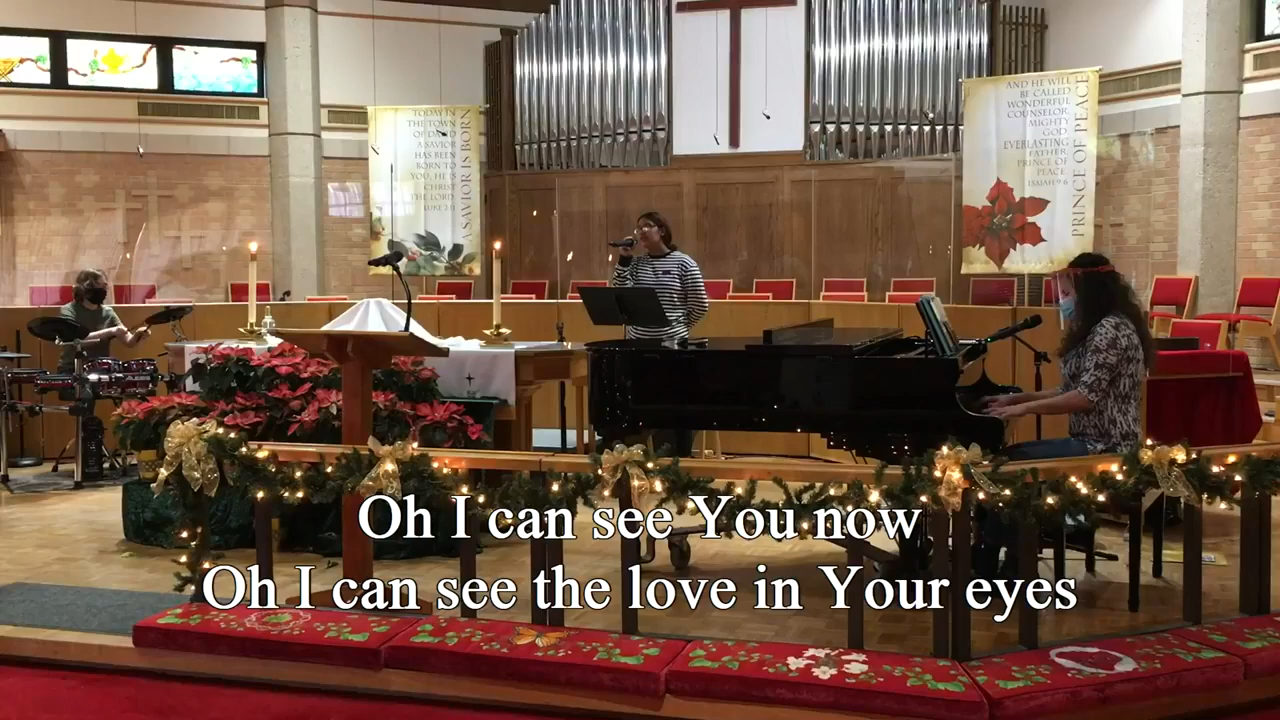 TODAY IN
THE TOWN
OF DAVID
A SAVIOR
HAS BEEN
BORN TO
YOU, HE IS
CHRIST
THE LORD
LUKE 2:11
A SAVIOR IS BORN
AND HE WILL
BE CALLED
WONDERFUL
COUNSELOR,
MIGHTY
GOD,
EVERLASTING
FATHER,
PRINCE OF
PEACE
ISAIAH 9:6
PRINCE OF PEACE
Oh I can see You now
Oh I can see the love in Your eyes